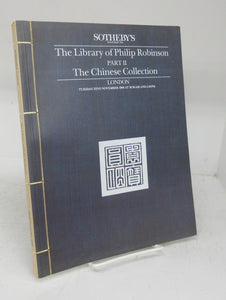 SOTHEBY'S
The Library of Philip Robinson
PART II
The Chinese Collection
LONDON